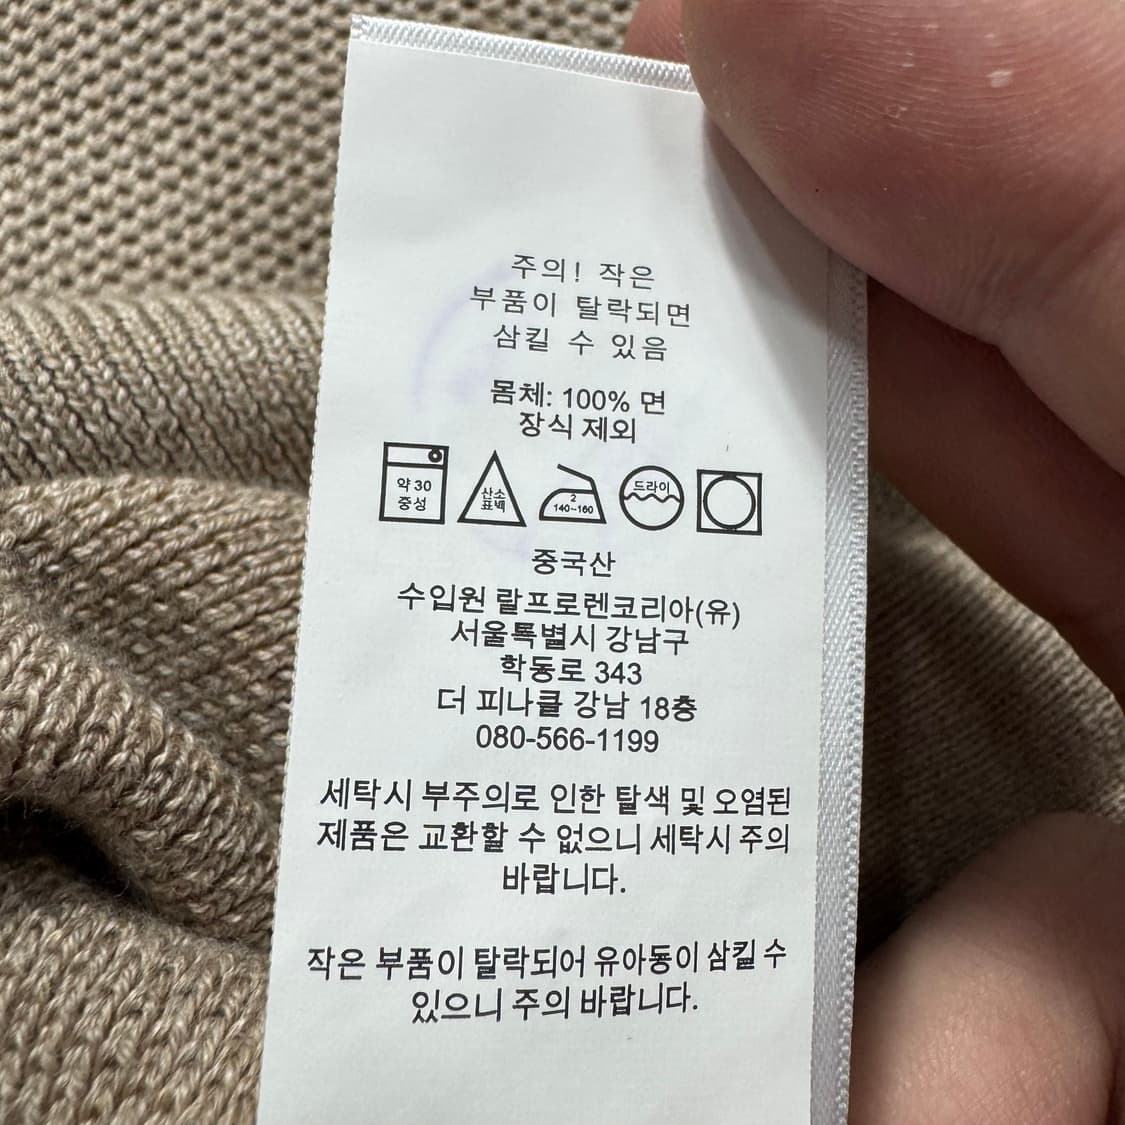 주의! 작은
부품이 탈락되면
삼킬 수 있음
몸체: 100% 면
장식 제외
약 30
중성
산소
표백
2
140~160
드라이
중국산
수입원 랄프로렌코리아(유)
서울특별시 강남구
학동로 343
더 피나클 강남 18층
080-566-1199
세탁시 부주의로 인한 탈색 및 오염된
제품은 교환할 수 없으니 세탁시 주의
바랍니다.
작은 부품이 탈락되어 유아동이 삼킬 수
있으니 주의 바랍니다.